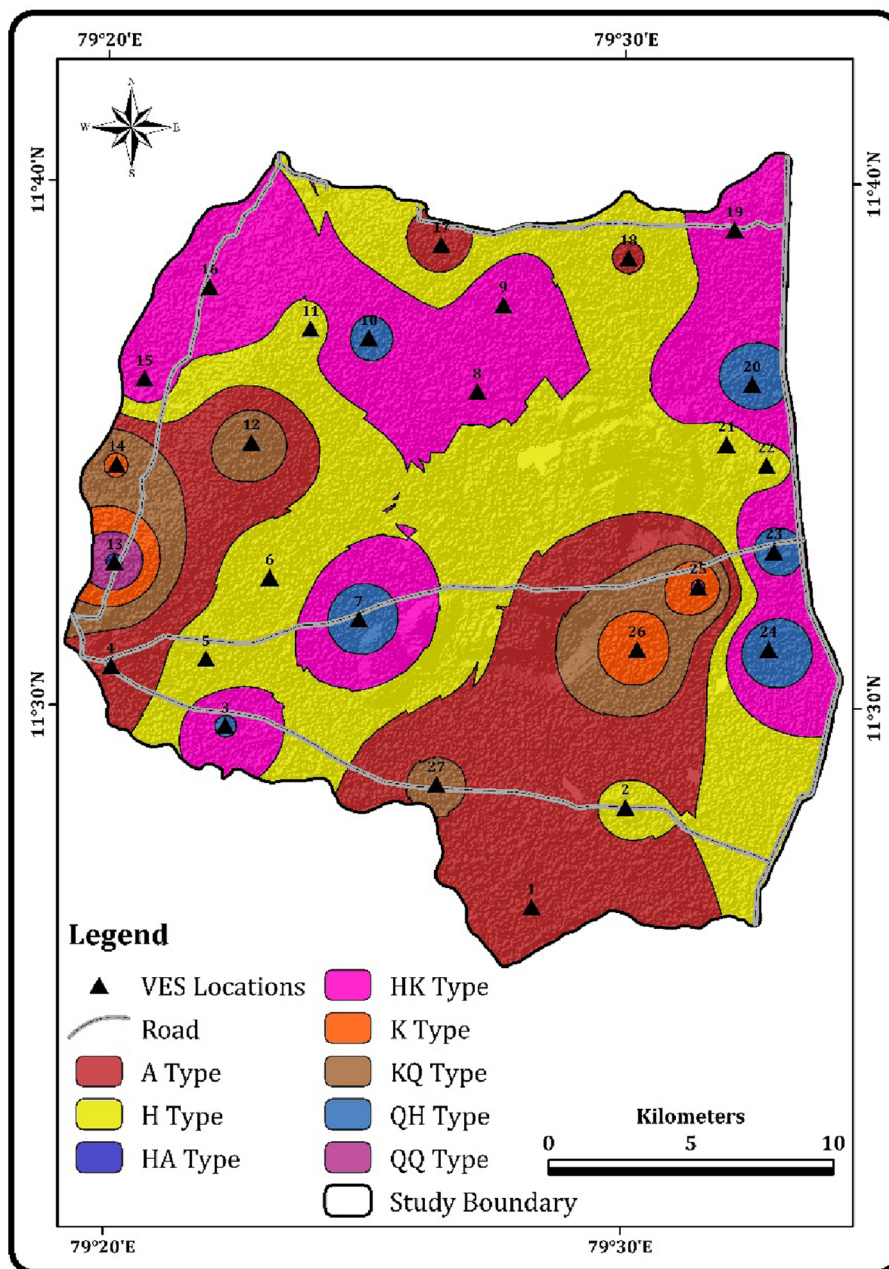 79°20'E 79°30'E
N
W E
S
11°40'N 11°40'N
19
17
18
16
9
11
10
15
8
20
12
21
14
22
13
23
6
25
7
26
24
5
4
3
27
2
1
11°30'N 11°30'N
Legend
VES Locations
Road
A Type
H Type
HA Type
HK Type
K Type
KQ Type
QH Type
QQ Type
Study Boundary
Kilometers
0 5 10
79°20'E 79°30'E